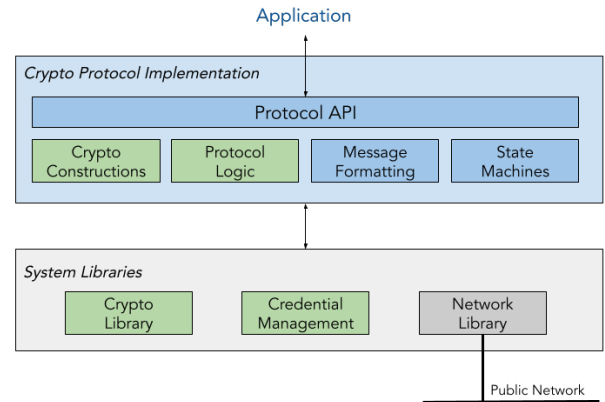 Application
Crypto Protocol Implementation
Protocol API
Crypto
Constructions
Protocol
Logic
Message
Formatting
State
Machines
System Libraries
Crypto
Library
Credential
Management
Network
Library
Public Network